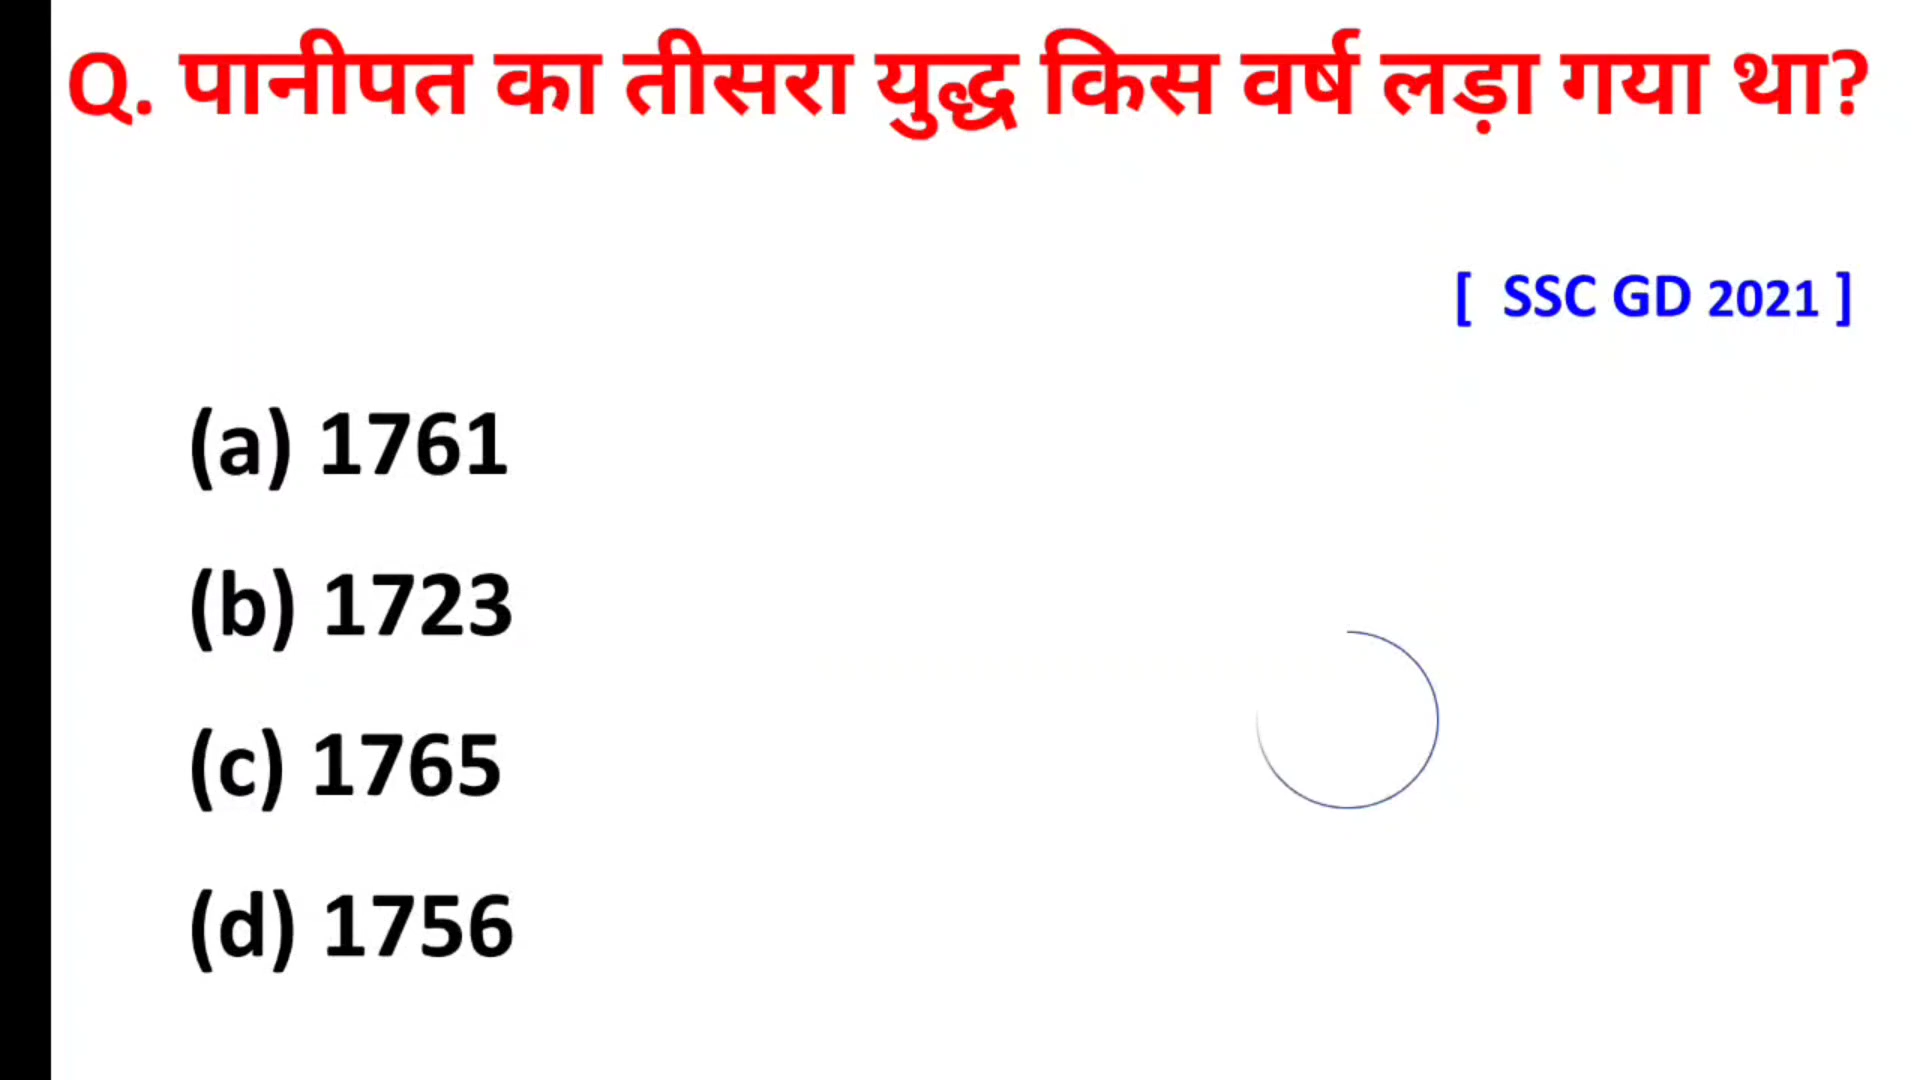 Q. पानीपत का तीसरा युद्ध किस वर्ष लड़ा गया था?
[ SSC GD 2021 ]
(a) 1761
(b) 1723
(c) 1765
(d) 1756